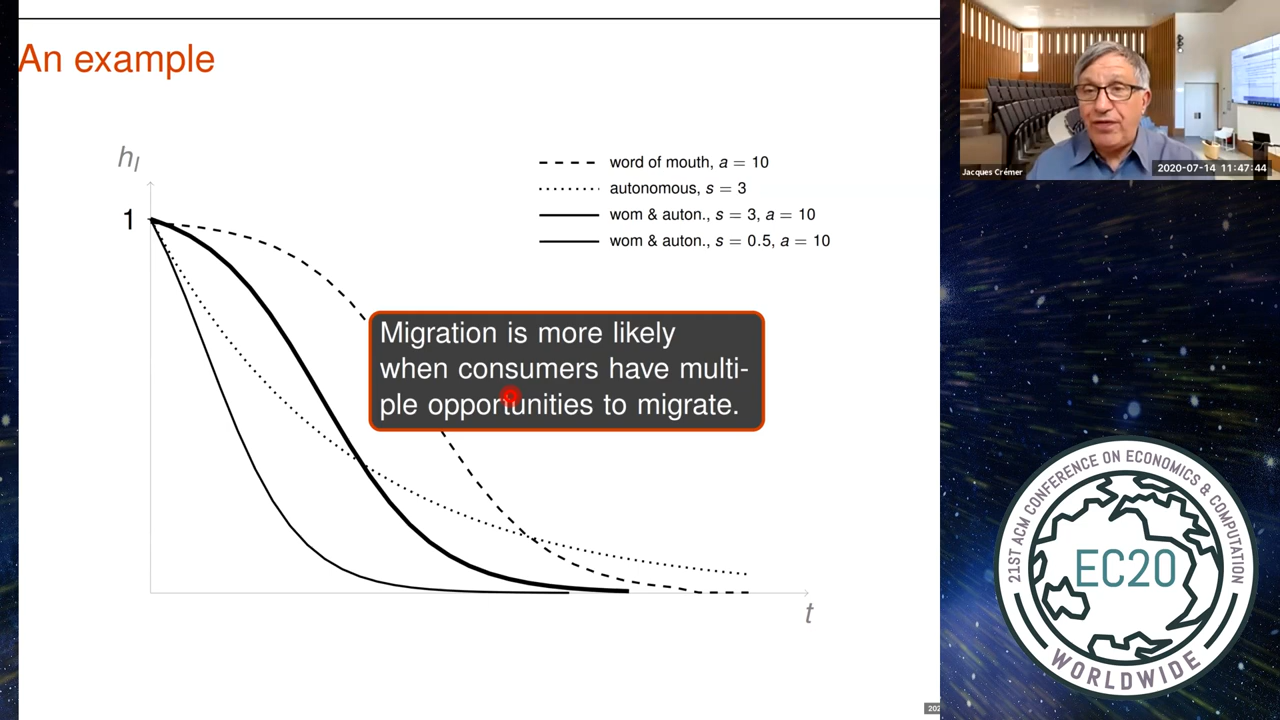 An example
h_I
1
word of mouth, a = 10
autonomous, s = 3
wom & auton., s = 3, a = 10
wom & auton., s = 0.5, a = 10
Migration is more likely
when consumers have multi-
ple opportunities to migrate.
t
202
Jacques Crémer
2020-07-14 11:47:44
21ST ACM CONFERENCE ON ECONOMICS & COMPUTATION
EC20
WORLDWIDE